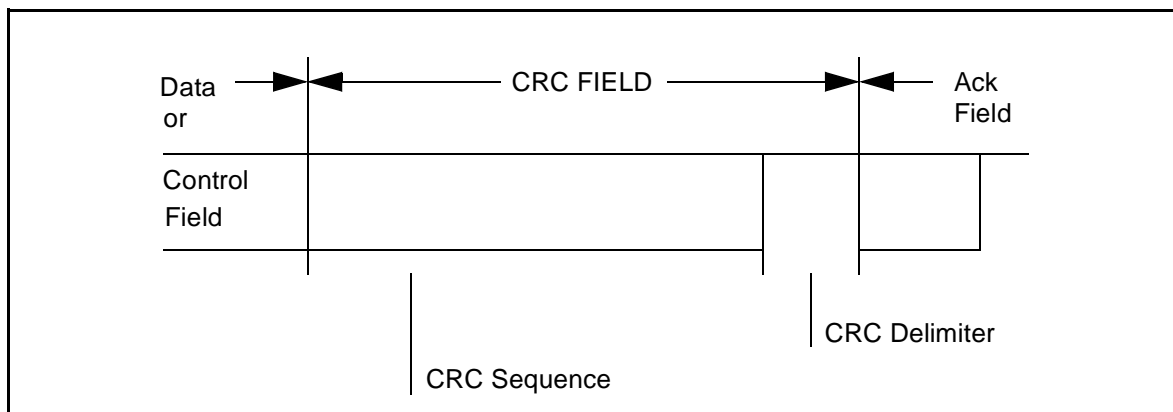 Data
or
CRC FIELD
Ack
Field
Control
Field
CRC Delimiter
CRC Sequence